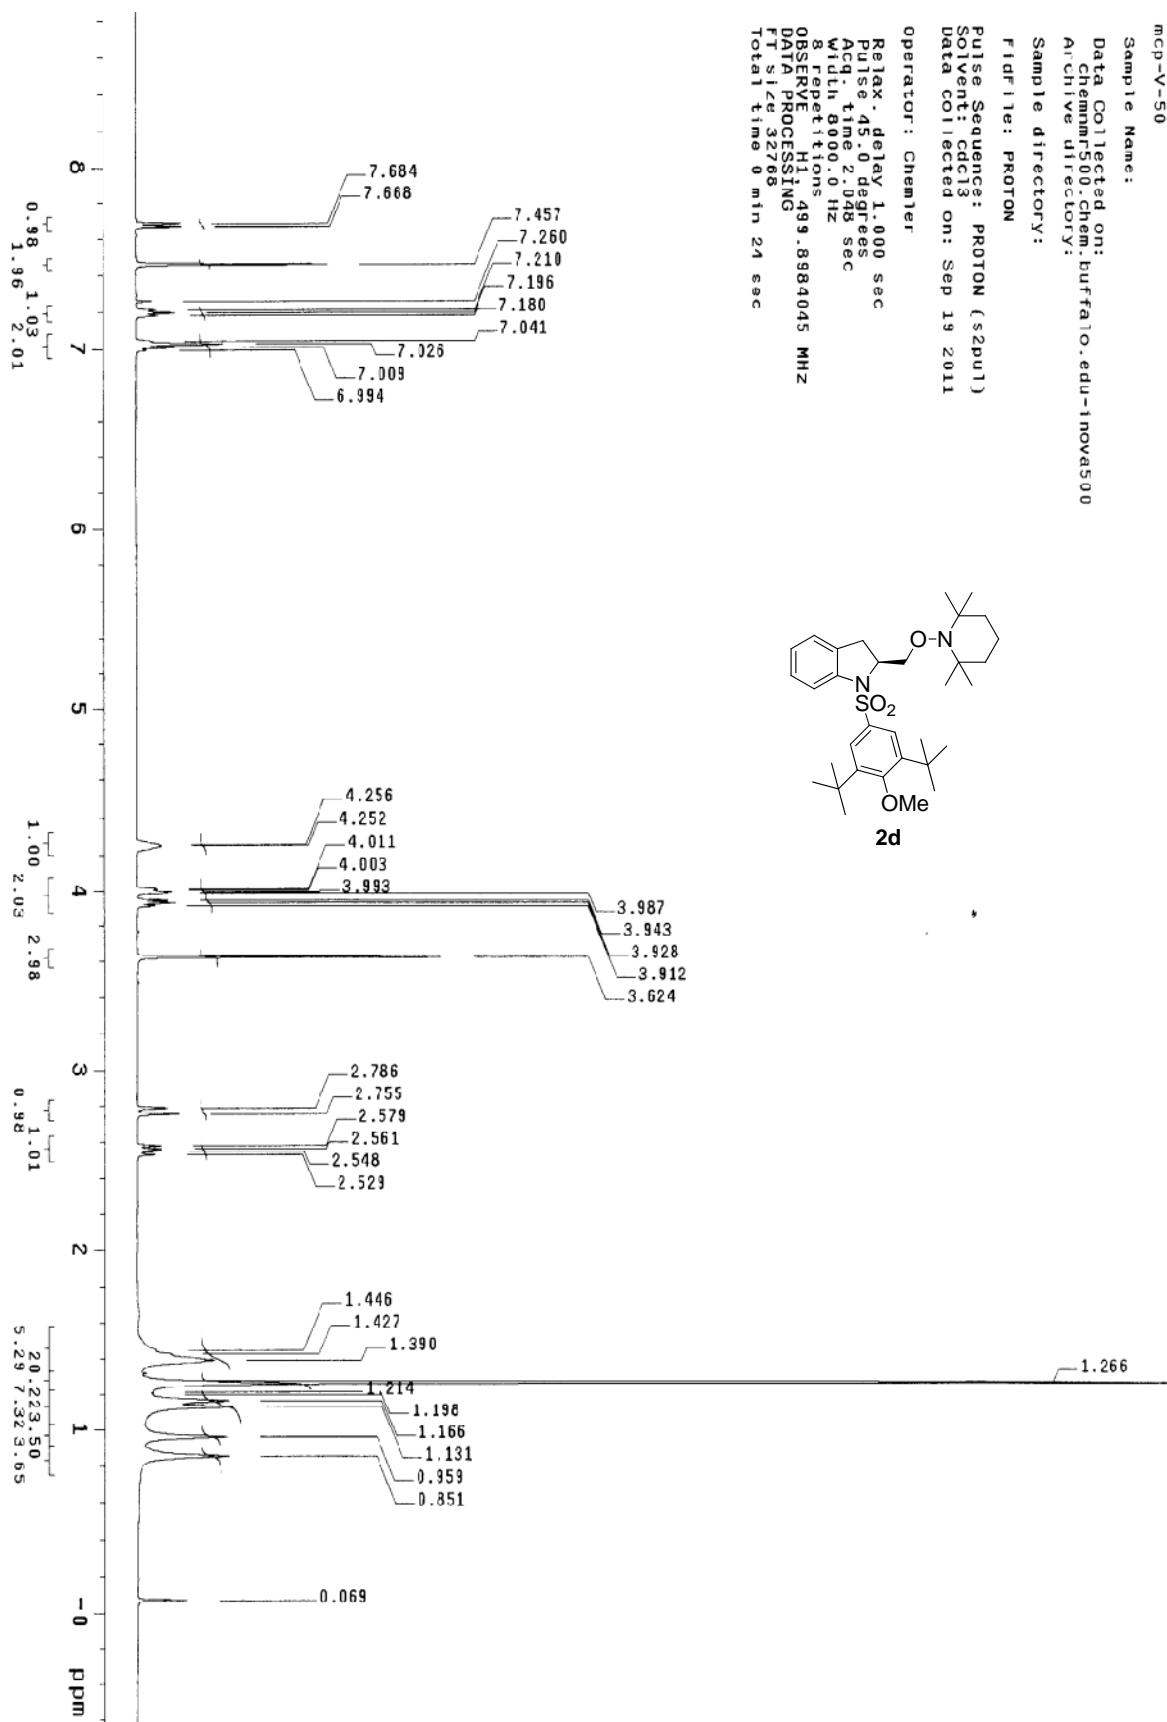 mcp-V-50
Sample Name:
Data Collected on:
chemnmr500.chem.buffalo.edu-inova500
Archive directory:
Sample directory:
FidFile: PROTON
Pulse Sequence: PROTON (s2pul)
Solvent: cdcl3
Data collected on: Sep 19 2011
Operator: Chemler
Relax. delay 1.000 sec
Pulse 45.0 degrees
Acq. time 2.048 sec
Width 8000.0 Hz
8 repetitions
OBSERVE H1, 499.8984045 MHz
DATA PROCESSING
FT size 32768
Total time 0 min 24 sec
7.684
7.668
7.457
7.260
7.210
7.196
7.180
7.041
7.026
7.009
6.994
4.256
4.252
4.011
4.003
3.993
3.987
3.943
3.928
3.912
3.624
2.786
2.755
2.579
2.561
2.548
2.529
1.446
1.427
1.390
1.266
1.214
1.198
1.166
1.131
0.959
0.851
0.069
O
N
N
SO2
OMe
2d
8 7 6 5 4 3 2 1 -0 ppm
0.98
1.96
1.03
2.01
1.00
2.03
2.98
0.98
1.01
5.29
20.22
7.32
3.50
3.65